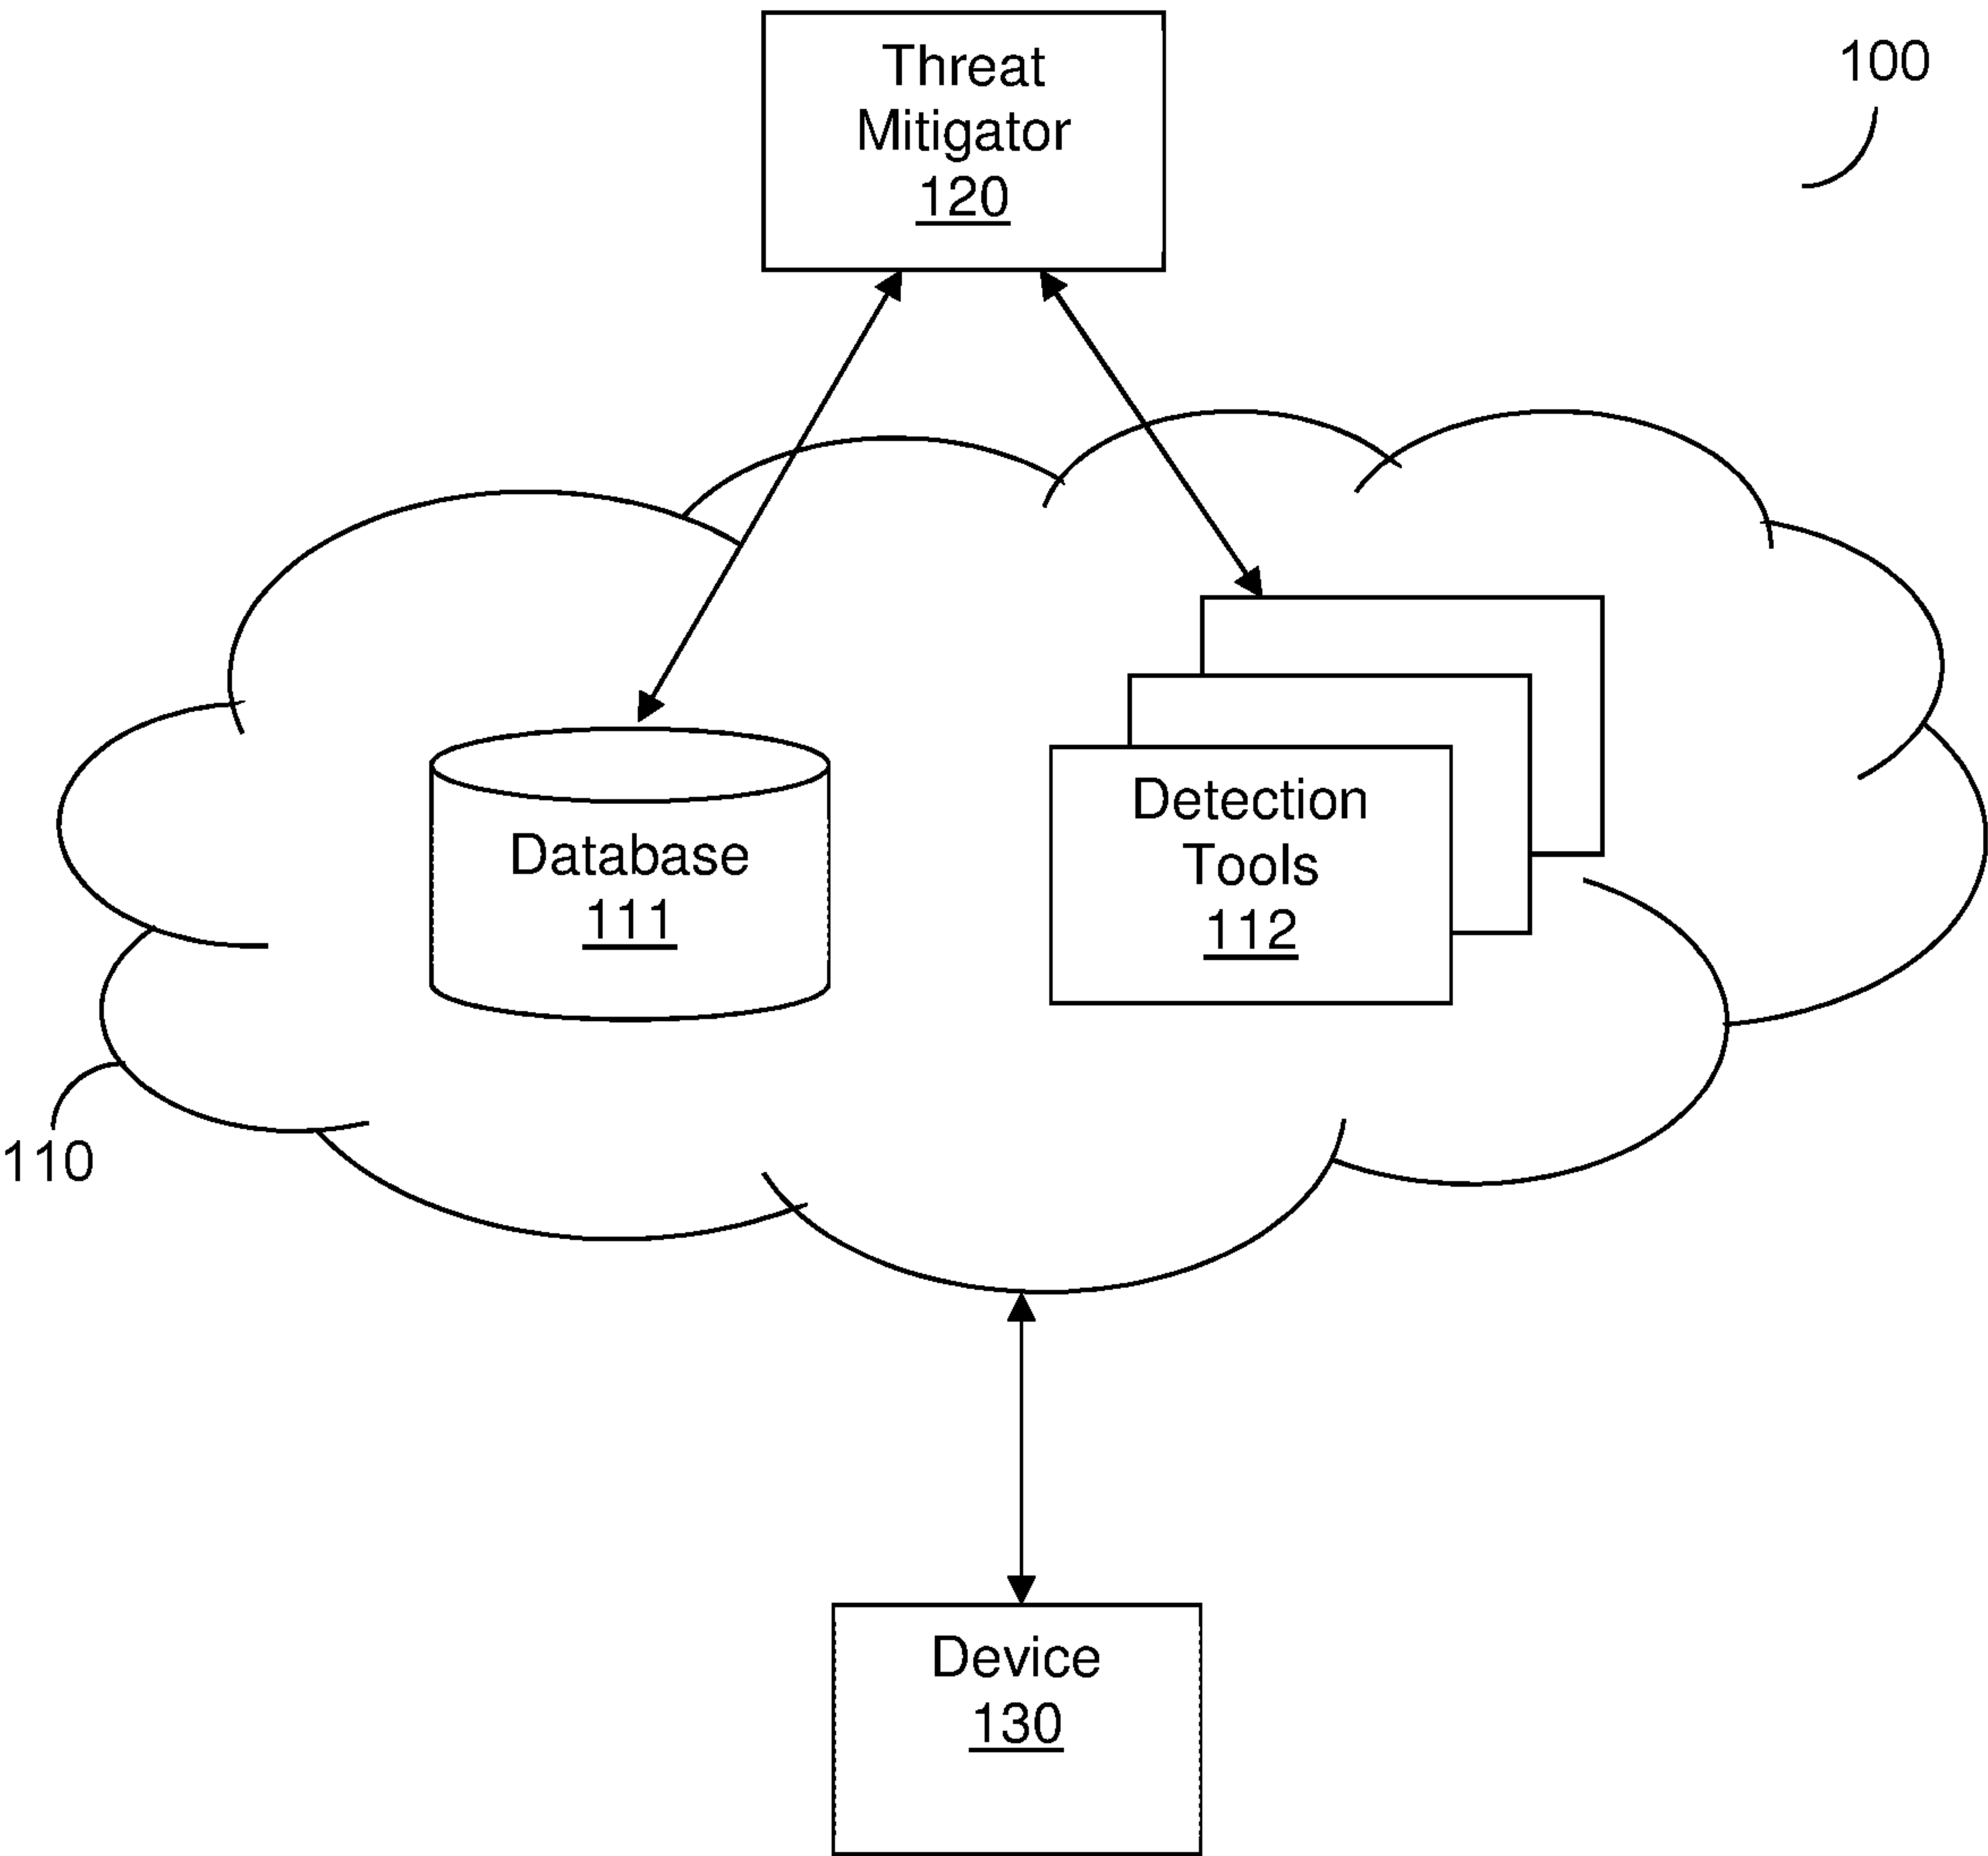 Threat
Mitigator
120
100
Database
111
Detection
Tools
112
110
Device
130